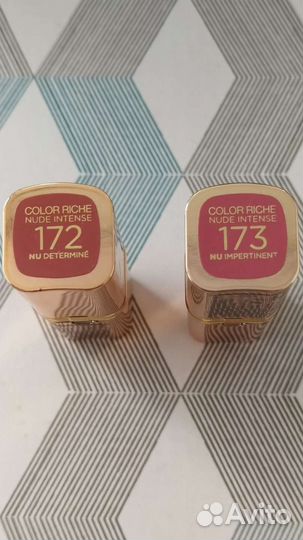 COLOR RICHE
NUDE INTENSE
172
NU DETERMINÉ
COLOR RICHE
NUDE INTENSE
173
NU IMPERTINENT
Avito